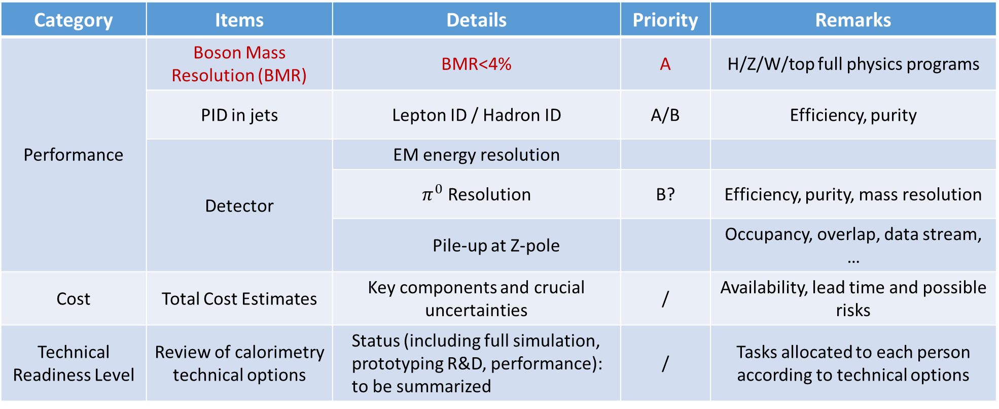 Category Items Details Priority Remarks
Performance
Boson Mass
Resolution (BMR)
BMR<4%
A
H/Z/W/top full physics programs
PID in jets
Lepton ID / Hadron ID
A/B
Efficiency, purity
Detector
EM energy resolution
π⁰ Resolution
B?
Efficiency, purity, mass resolution
Pile-up at Z-pole
Occupancy, overlap, data stream,
...
Cost
Total Cost Estimates
Key components and crucial
uncertainties
/
Availability, lead time and possible
risks
Technical
Readiness Level
Review of calorimetry
technical options
Status (including full simulation,
prototyping R&D, performance):
to be summarized
/
Tasks allocated to each person
according to technical options